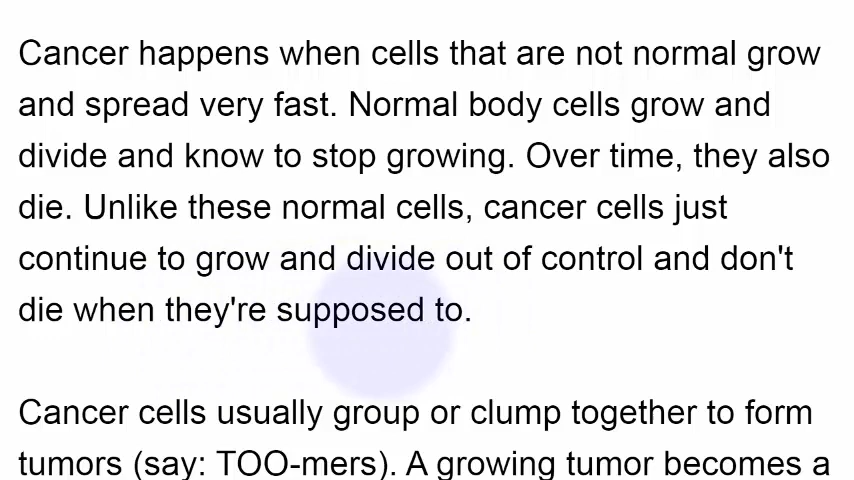 Cancer happens when cells that are not normal grow
and spread very fast. Normal body cells grow and
divide and know to stop growing. Over time, they also
die. Unlike these normal cells, cancer cells just
continue to grow and divide out of control and don't
die when they're supposed to.
Cancer cells usually group or clump together to form
tumors (say: TOO-mers). A growing tumor becomes a